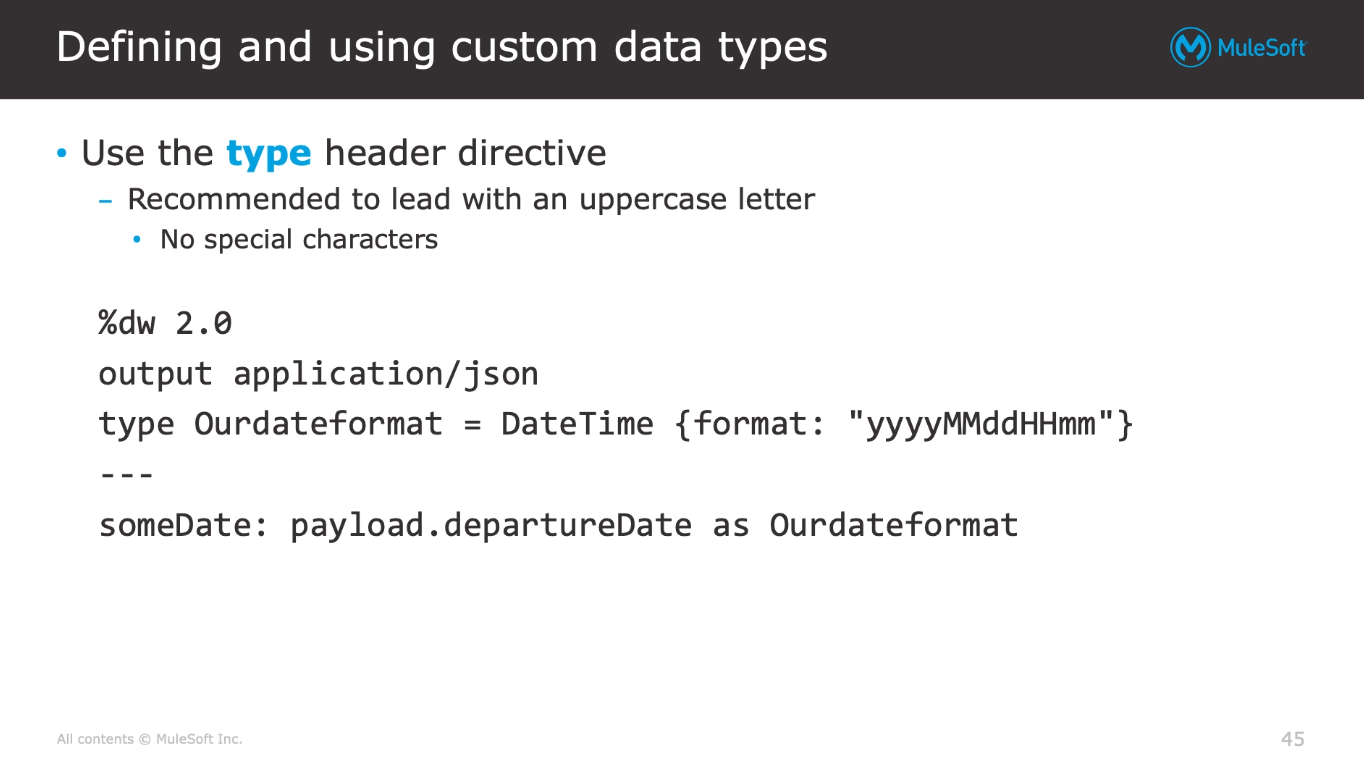 Defining and using custom data types
MuleSoft
• Use the type header directive
– Recommended to lead with an uppercase letter
• No special characters
%dw 2.0
output application/json
type Ourdateformat = DateTime {format: "yyyyMMddHHmm"}
---
someDate: payload.departureDate as Ourdateformat
All contents © MuleSoft Inc.
45